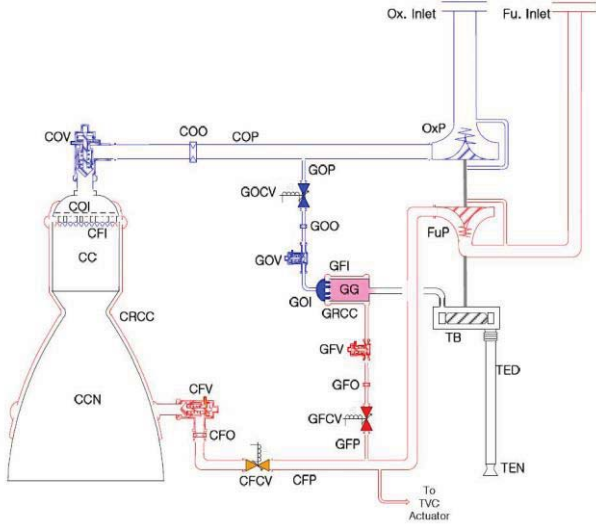 Ox. Inlet
Fu. Inlet
COV
COO
COP
OxP
GOP
GOCV
COI
CFI
GOO
FuP
CC
GOV
GFI
GG
GOI
GRCC
CRCC
TB
GFV
TED
CCN
CFV
GFO
GFCV
CFO
GFP
TEN
CFCV
CFP
To
TVC
Actuator